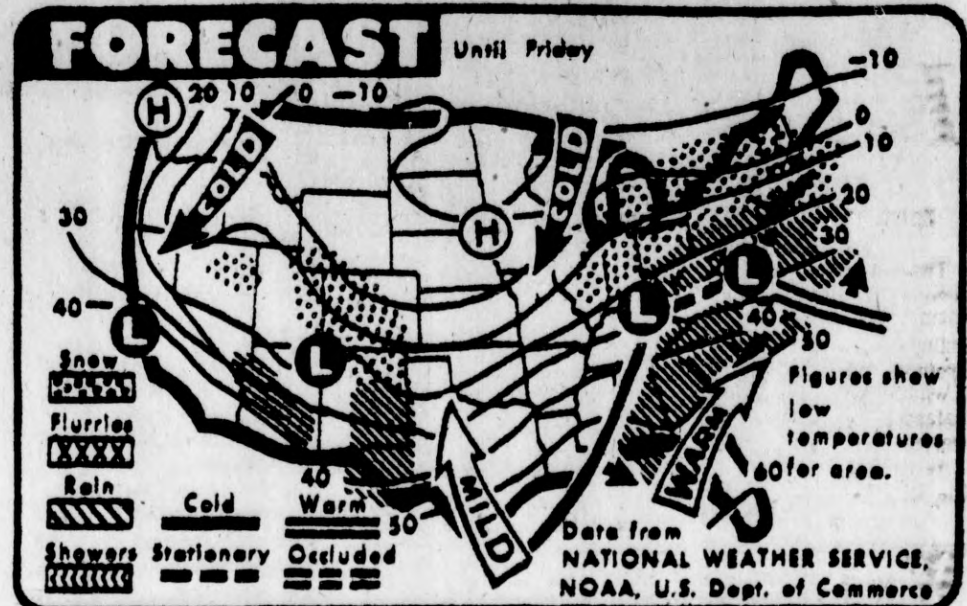 FORECAST Until Friday
-10
H 20 10 0 -10
0
10
COLD COLD
20
30
H
30
L L
40
L
40
50
L
Snow
Flurries
Rain
Showers
Cold
Stationary
40
Warm
Occluded
50
MILD
WARM
60
Figures show
low
temperatures
for area.
Data from
NATIONAL WEATHER SERVICE,
NOAA, U.S. Dept. of Commerce